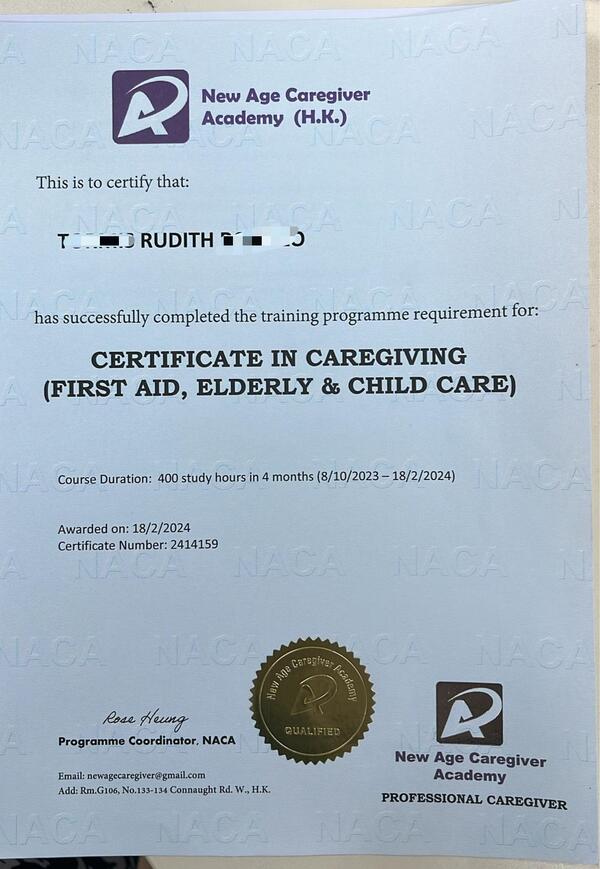 New Age Caregiver
Academy (H.K.)
This is to certify that:
RUDITH
has successfully completed the training programme requirement for:
CERTIFICATE IN CAREGIVING
(FIRST AID, ELDERLY & CHILD CARE)
Course Duration: 400 study hours in 4 months (8/10/2023 – 18/2/2024)
Awarded on: 18/2/2024
Certificate Number: 2414159
Rose Heung
Programme Coordinator, NACA
Email: newagecaregiver@gmail.com
Add: Rm.G106, No.133-134 Connaught Rd. W., H.K.
New Age Caregiver Academy
QUALIFIED
New Age Caregiver
Academy
PROFESSIONAL CAREGIVER
NACA